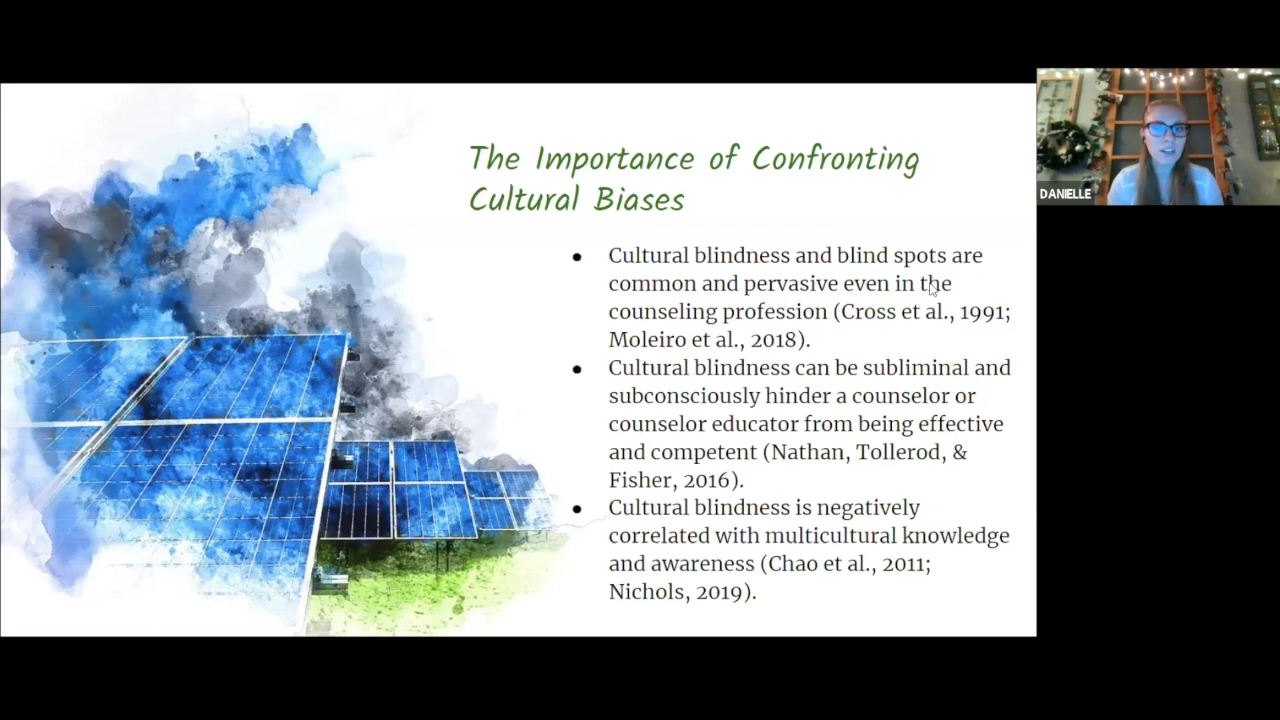 The Importance of Confronting
Cultural Biases
• Cultural blindness and blind spots are
common and pervasive even in the
counseling profession (Cross et al., 1991;
Moleiro et al., 2018).
• Cultural blindness can be subliminal and
subconsciously hinder a counselor or
counselor educator from being effective
and competent (Nathan, Tollerod, &
Fisher, 2016).
• Cultural blindness is negatively
correlated with multicultural knowledge
and awareness (Chao et al., 2011;
Nichols, 2019).
DANIELLE